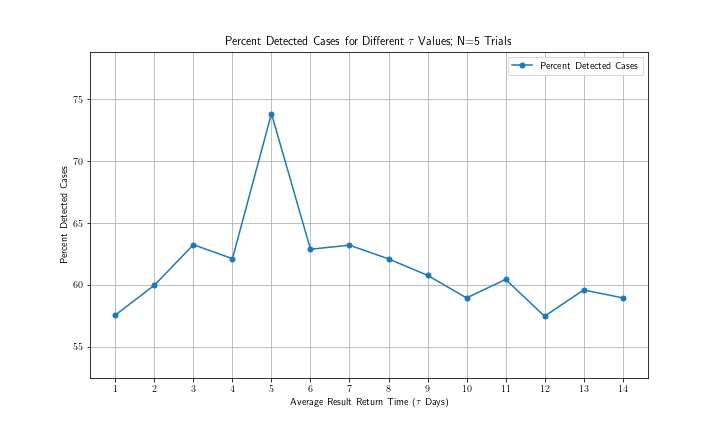 Percent Detected Cases for Different τ Values; N=5 Trials
Percent Detected Cases
75
70
65
60
55
Percent Detected Cases
1 2 3 4 5 6 7 8 9 10 11 12 13 14
Average Result Return Time (τ Days)